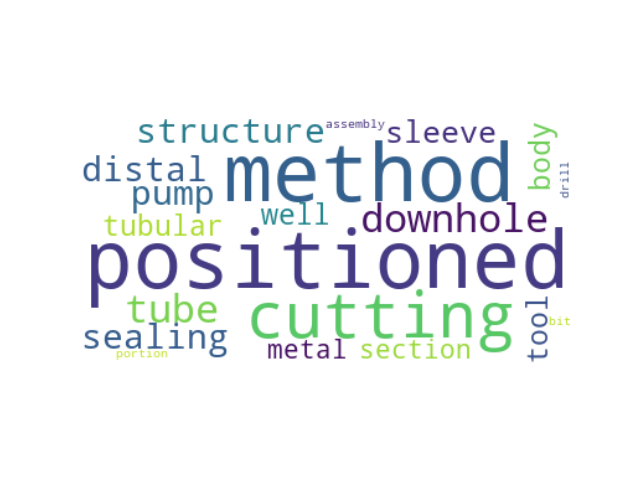 structure assembly sleeve
distal method body
pump drill
tubular well downhole
positioned
tube cutting tool
sealing bit
portion metal section